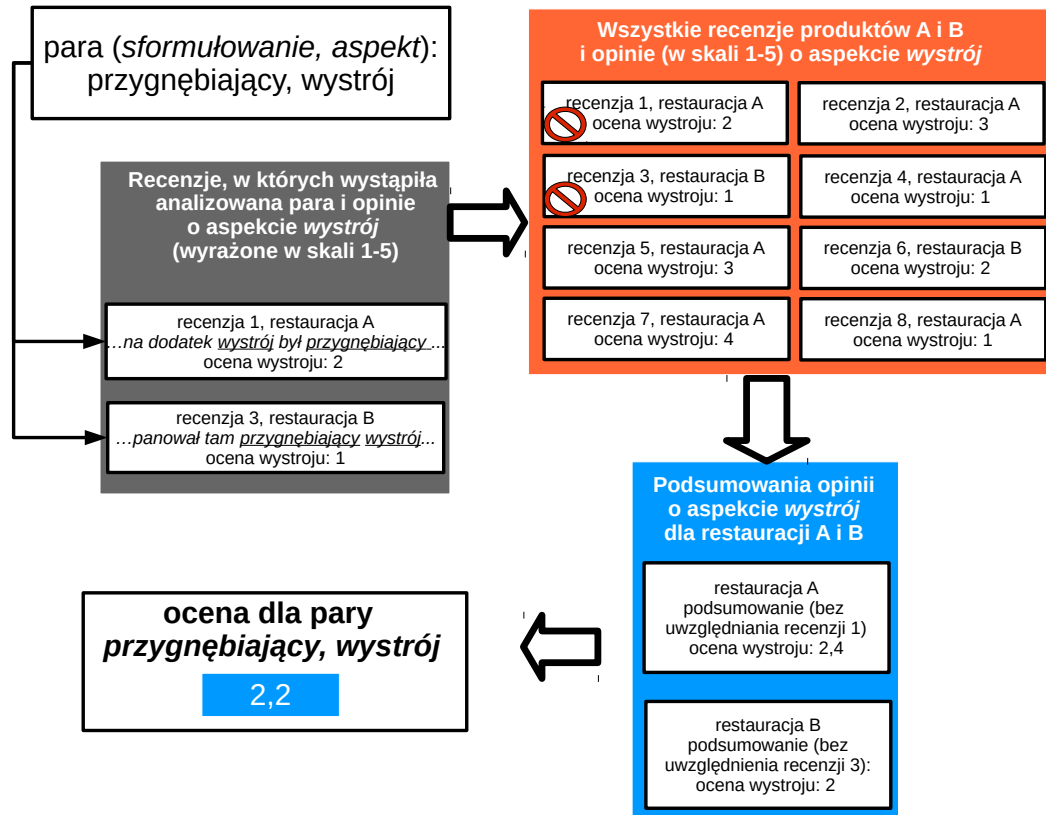 para (sformułowanie, aspekt):
przygnębiający, wystrój
Recenzje, w których wystąpiła
analizowana para i opinie
o aspekcie wystrój
(wyrażone w skali 1-5)
recenzja 1, restauracja A
...na dodatek wystrój był przygnębiający...
ocena wystroju: 2
recenzja 3, restauracja B
...panował tam przygnębiający wystrój...
ocena wystroju: 1
Wszystkie recenzje produktów A i B
i opinie (w skali 1-5) o aspekcie wystrój
recenzja 1, restauracja A
ocena wystroju: 2
recenzja 2, restauracja A
ocena wystroju: 3
recenzja 3, restauracja B
ocena wystroju: 1
recenzja 4, restauracja A
ocena wystroju: 1
recenzja 5, restauracja A
ocena wystroju: 3
recenzja 6, restauracja B
ocena wystroju: 2
recenzja 7, restauracja A
ocena wystroju: 4
recenzja 8, restauracja A
ocena wystroju: 1
Podsumowania opinii
o aspekcie wystrój
dla restauracji A i B
restauracja A
podsumowanie (bez
uwzględniania recenzji 1)
ocena wystroju: 2,4
restauracja B
podsumowanie (bez
uwzględnienia recenzji 3):
ocena wystroju: 2
ocena dla pary
przygnębiający, wystrój
2,2